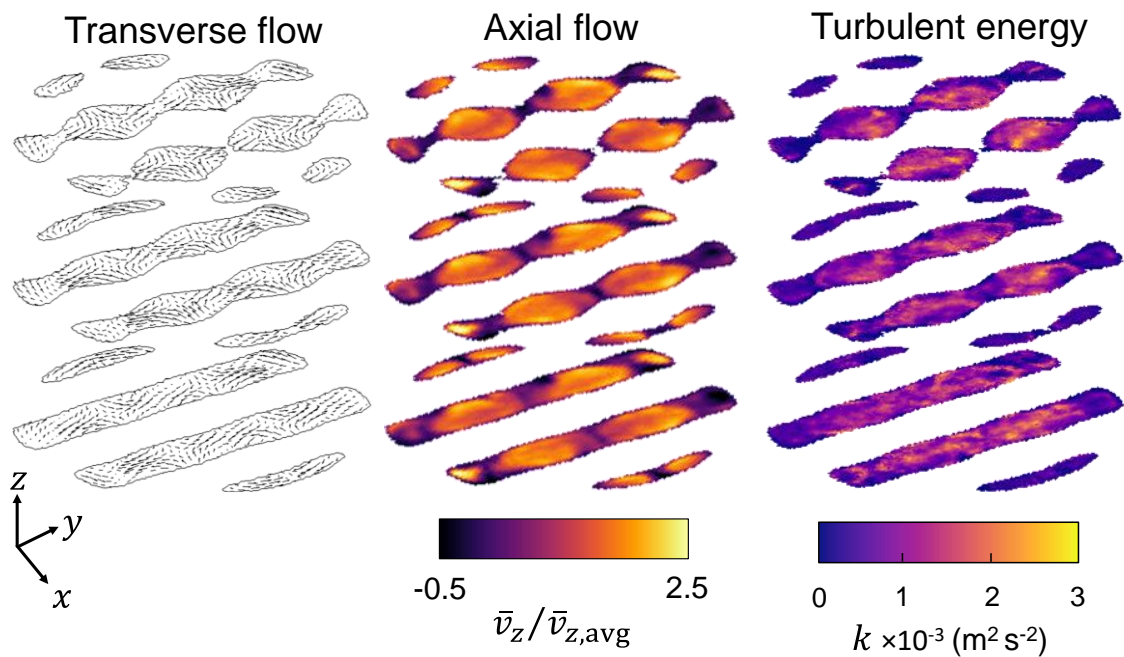 Transverse flow
Axial flow
Turbulent energy
z
y
x
-0.5 2.5
v̄z/v̄z,avg
0 1 2 3
k ×10-3 (m2 s-2)